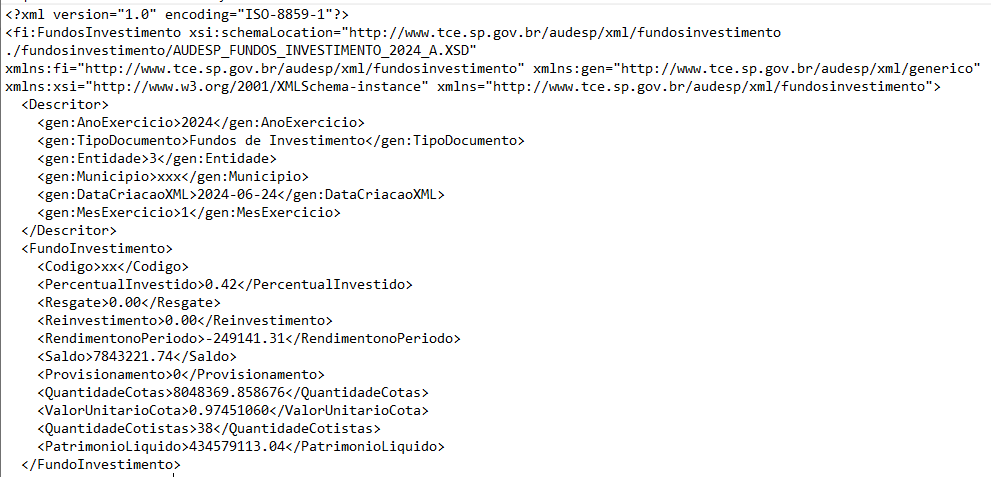 <?xml version="1.0" encoding="ISO-8859-1"?>
<fi:FundosInvestimento xsi:schemaLocation="http://www.tce.sp.gov.br/audesp/xml/fundosinvestimento
./fundosinvestimento/AUDESP_FUNDOS_INVESTIMENTO_2024_A.XSD"
xmlns:fi="http://www.tce.sp.gov.br/audesp/xml/fundosinvestimento" xmlns:gen="http://www.tce.sp.gov.br/audesp/xml/generico"
xmlns:xsi="http://www.w3.org/2001/XMLSchema-instance" xmlns="http://www.tce.sp.gov.br/audesp/xml/fundosinvestimento">
  <Descritor>
    <gen:AnoExercicio>2024</gen:AnoExercicio>
    <gen:TipoDocumento>Fundos de Investimento</gen:TipoDocumento>
    <gen:Entidade>3</gen:Entidade>
    <gen:Municipio>xxx</gen:Municipio>
    <gen:DataCriacaoXML>2024-06-24</gen:DataCriacaoXML>
    <gen:MesExercicio>1</gen:MesExercicio>
  </Descritor>
  <FundoInvestimento>
    <Codigo>xx</Codigo>
    <PercentualInvestido>0.42</PercentualInvestido>
    <Resgate>0.00</Resgate>
    <Reinvestimento>0.00</Reinvestimento>
    <RendimentonoPeriodo>-249141.31</RendimentonoPeriodo>
    <Saldo>7843221.74</Saldo>
    <Provisionamento>0</Provisionamento>
    <QuantidadeCotas>8048369.858676</QuantidadeCotas>
    <ValorUnitarioCota>0.97451060</ValorUnitarioCota>
    <QuantidadeCotistas>38</QuantidadeCotistas>
    <PatrimonioLiquido>434579113.04</PatrimonioLiquido>
  </FundoInvestimento>